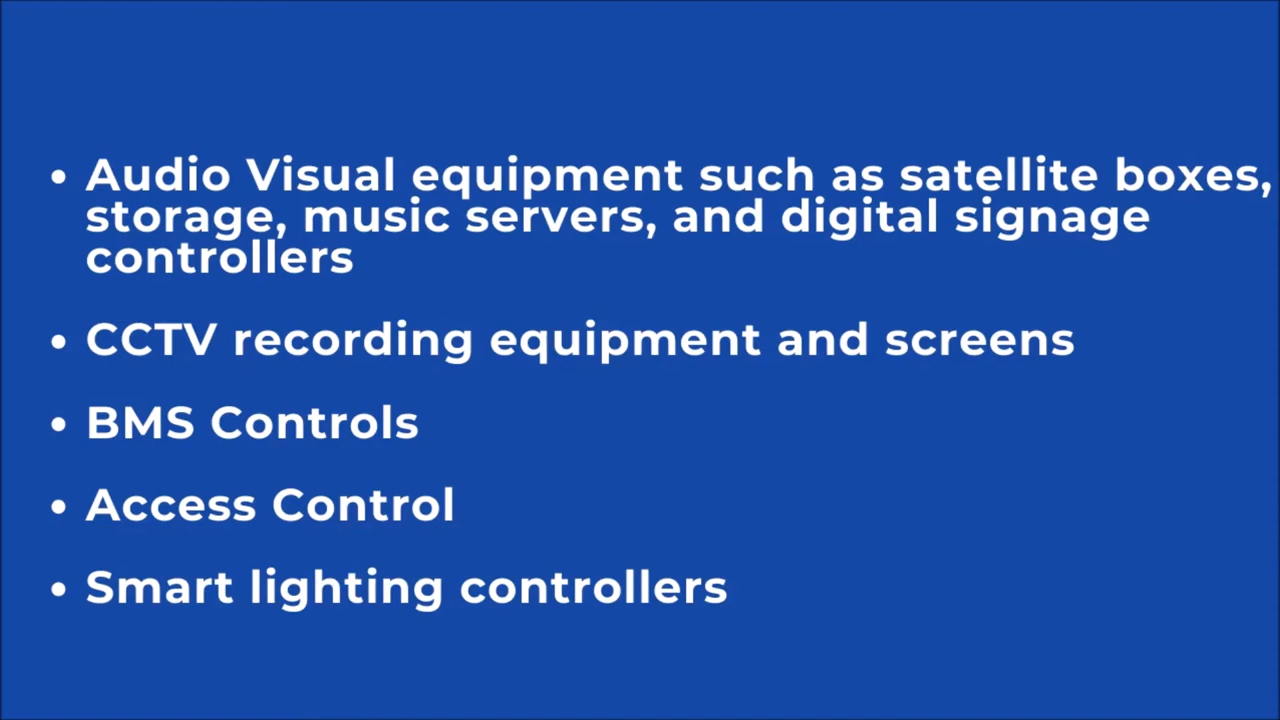 • Audio Visual equipment such as satellite boxes,
storage, music servers, and digital signage
controllers
• CCTV recording equipment and screens
• BMS Controls
• Access Control
• Smart lighting controllers